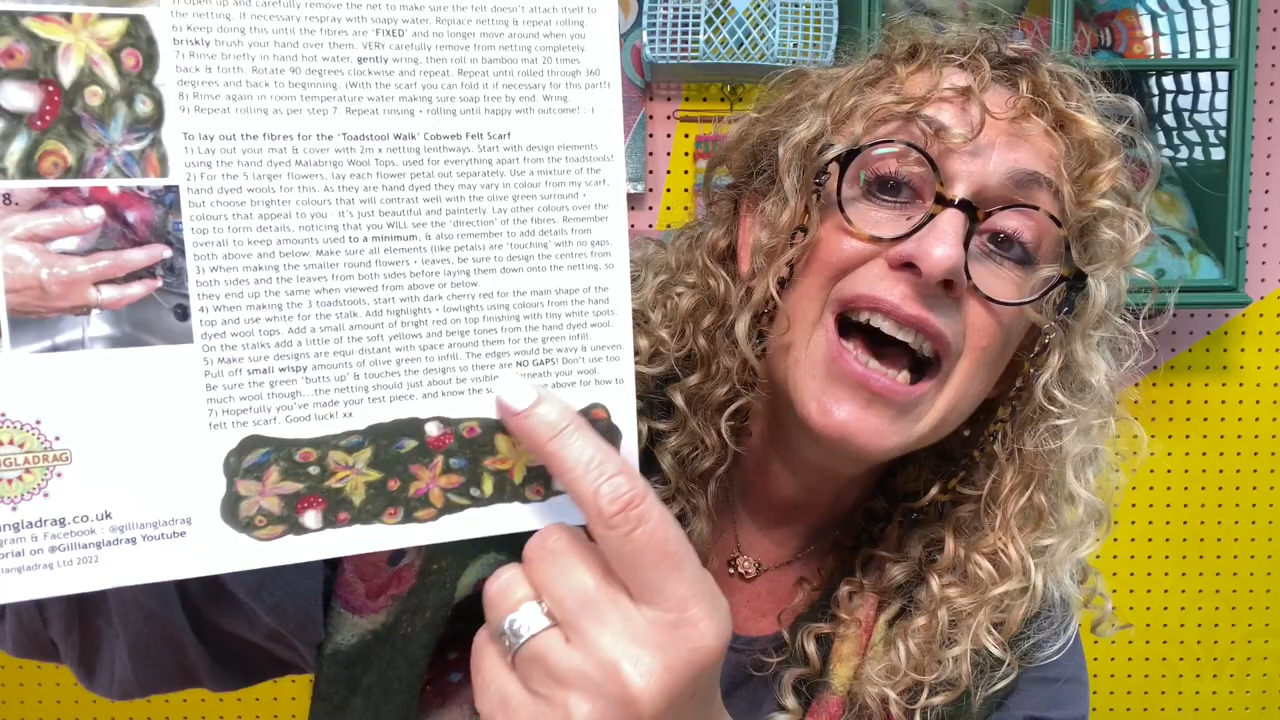 5) Open up and carefully remove the net to make sure the felt doesn't attach itself to
the netting. If necessary respray with soapy water. Replace netting & repeat rolling.
6) Keep doing this until the fibres are 'FIXED' and no longer move around when you
briskly brush your hand over them. VERY carefully remove from netting completely.
7) Rinse briefly in hand hot water, gently wring, then roll in bamboo mat 20 times
back & forth. Rotate 90 degrees clockwise and repeat. Repeat until rolled through 360
degrees and back to beginning. (With the scarf you can fold it if necessary for this part!)
8) Rinse again in room temperature water making sure soap free by end. Wring.
9) Repeat rolling as per step 7. Repeat rinsing + rolling until happy with outcome! :-)
To lay out the fibres for the 'Toadstool Walk' Cobweb Felt Scarf
1) Lay out your mat & cover with 2m x netting lenthways. Start with design elements
using the hand dyed Malabrigo Wool Tops, used for everything apart from the toadstools!
2) For the 5 larger flowers, lay each flower petal out separately. Use a mixture of the
hand dyed wools for this. As they are hand dyed they may vary in colour from my scarf,
but choose brighter colours that will contrast well with the olive green surround +
colours that appeal to you - it's just beautiful and painterly. Lay other colours over the
top to form details, noticing that you WILL see the 'direction' of the fibres. Remember
overall to keep amounts used to a minimum, & also remember to add details from
both above and below. Make sure all elements (like petals) are 'touching' with no gaps.
3) When making the smaller round flowers + leaves, be sure to design the centres from
both sides and the leaves from both sides before laying them down onto the netting, so
they end up the same when viewed from above or below.
4) When making the 3 toadstools, start with dark cherry red for the main shape of the
top and use white for the stalk. Add highlights + lowlights using colours from the hand
dyed wool tops. Add a small amount of bright red on top finishing with tiny white spots.
On the stalks add a little of the soft yellows and beige tones from the hand dyed wool.
5) Make sure designs are equi-distant with space around them for the green infill.
Pull off small wispy amounts of olive green to infill. The edges would be wavy & uneven.
Be sure the green 'butts up' & touches the designs so there are NO GAPS! Don't use too
much wool though...the netting should just about be visible your wool.
7) Hopefully you've made your test piece, and know the above for how to
felt the scarf. Good luck! xx
8.
NGLADRAG
angladrag.co.uk
gram & Facebook : @gilliangladrag
orial on @Gilliangladrag Youtube
iangladrag Ltd 2022